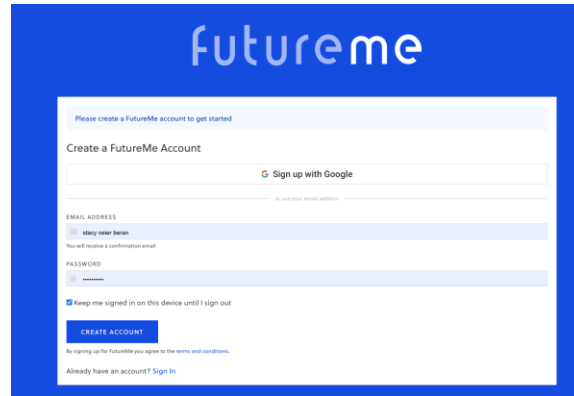 futureme
Please create a FutureMe account to get started
Create a FutureMe Account
G Sign up with Google
or use your email address
EMAIL ADDRESS
stacy neier beran
You will receive a confirmation email
PASSWORD
••••••••••
Keep me signed in on this device until I sign out
CREATE ACCOUNT
By signing up for FutureMe you agree to the terms and conditions.
Already have an account? Sign In